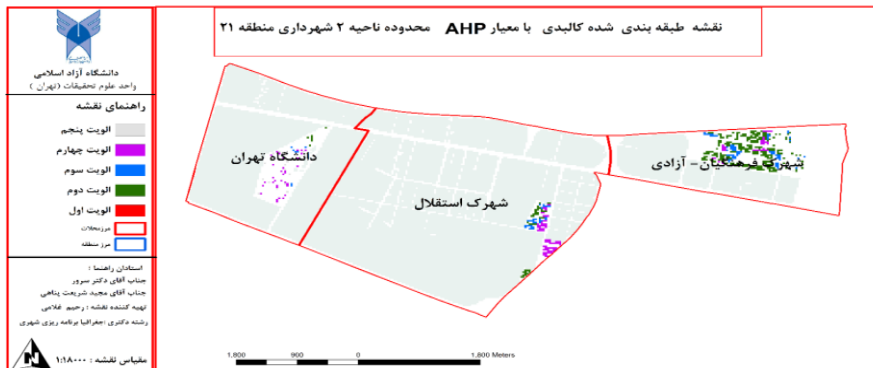 نقشه طبقه بندی شده کالبدی با معیار AHP محدوده ناحیه ۲ شهرداری منطقه ۲۱
دانشگاه آزاد اسلامی
واحد علوم تحقیقات (تهران )
راهنمای نقشه
الویت پنجم
الویت چهارم
الویت سوم
الویت دوم
الویت اول
مرزمحلات
مرز منطقه
استادان راهنما :
جناب آقای دکتر سرور
جناب آقای مجید شریعت پناهی
تهیه کننده نقشه : رحیم غلامی
رشته دکتری :جغرافیا برنامه ریزی شهری
N
مقیاس نقشه : ۱:۱۸۰۰۰
دانشگاه تهران
شهرک استقلال
شهرک فرهنگیان - آزادی
1,800 900 0 1,800 Meters